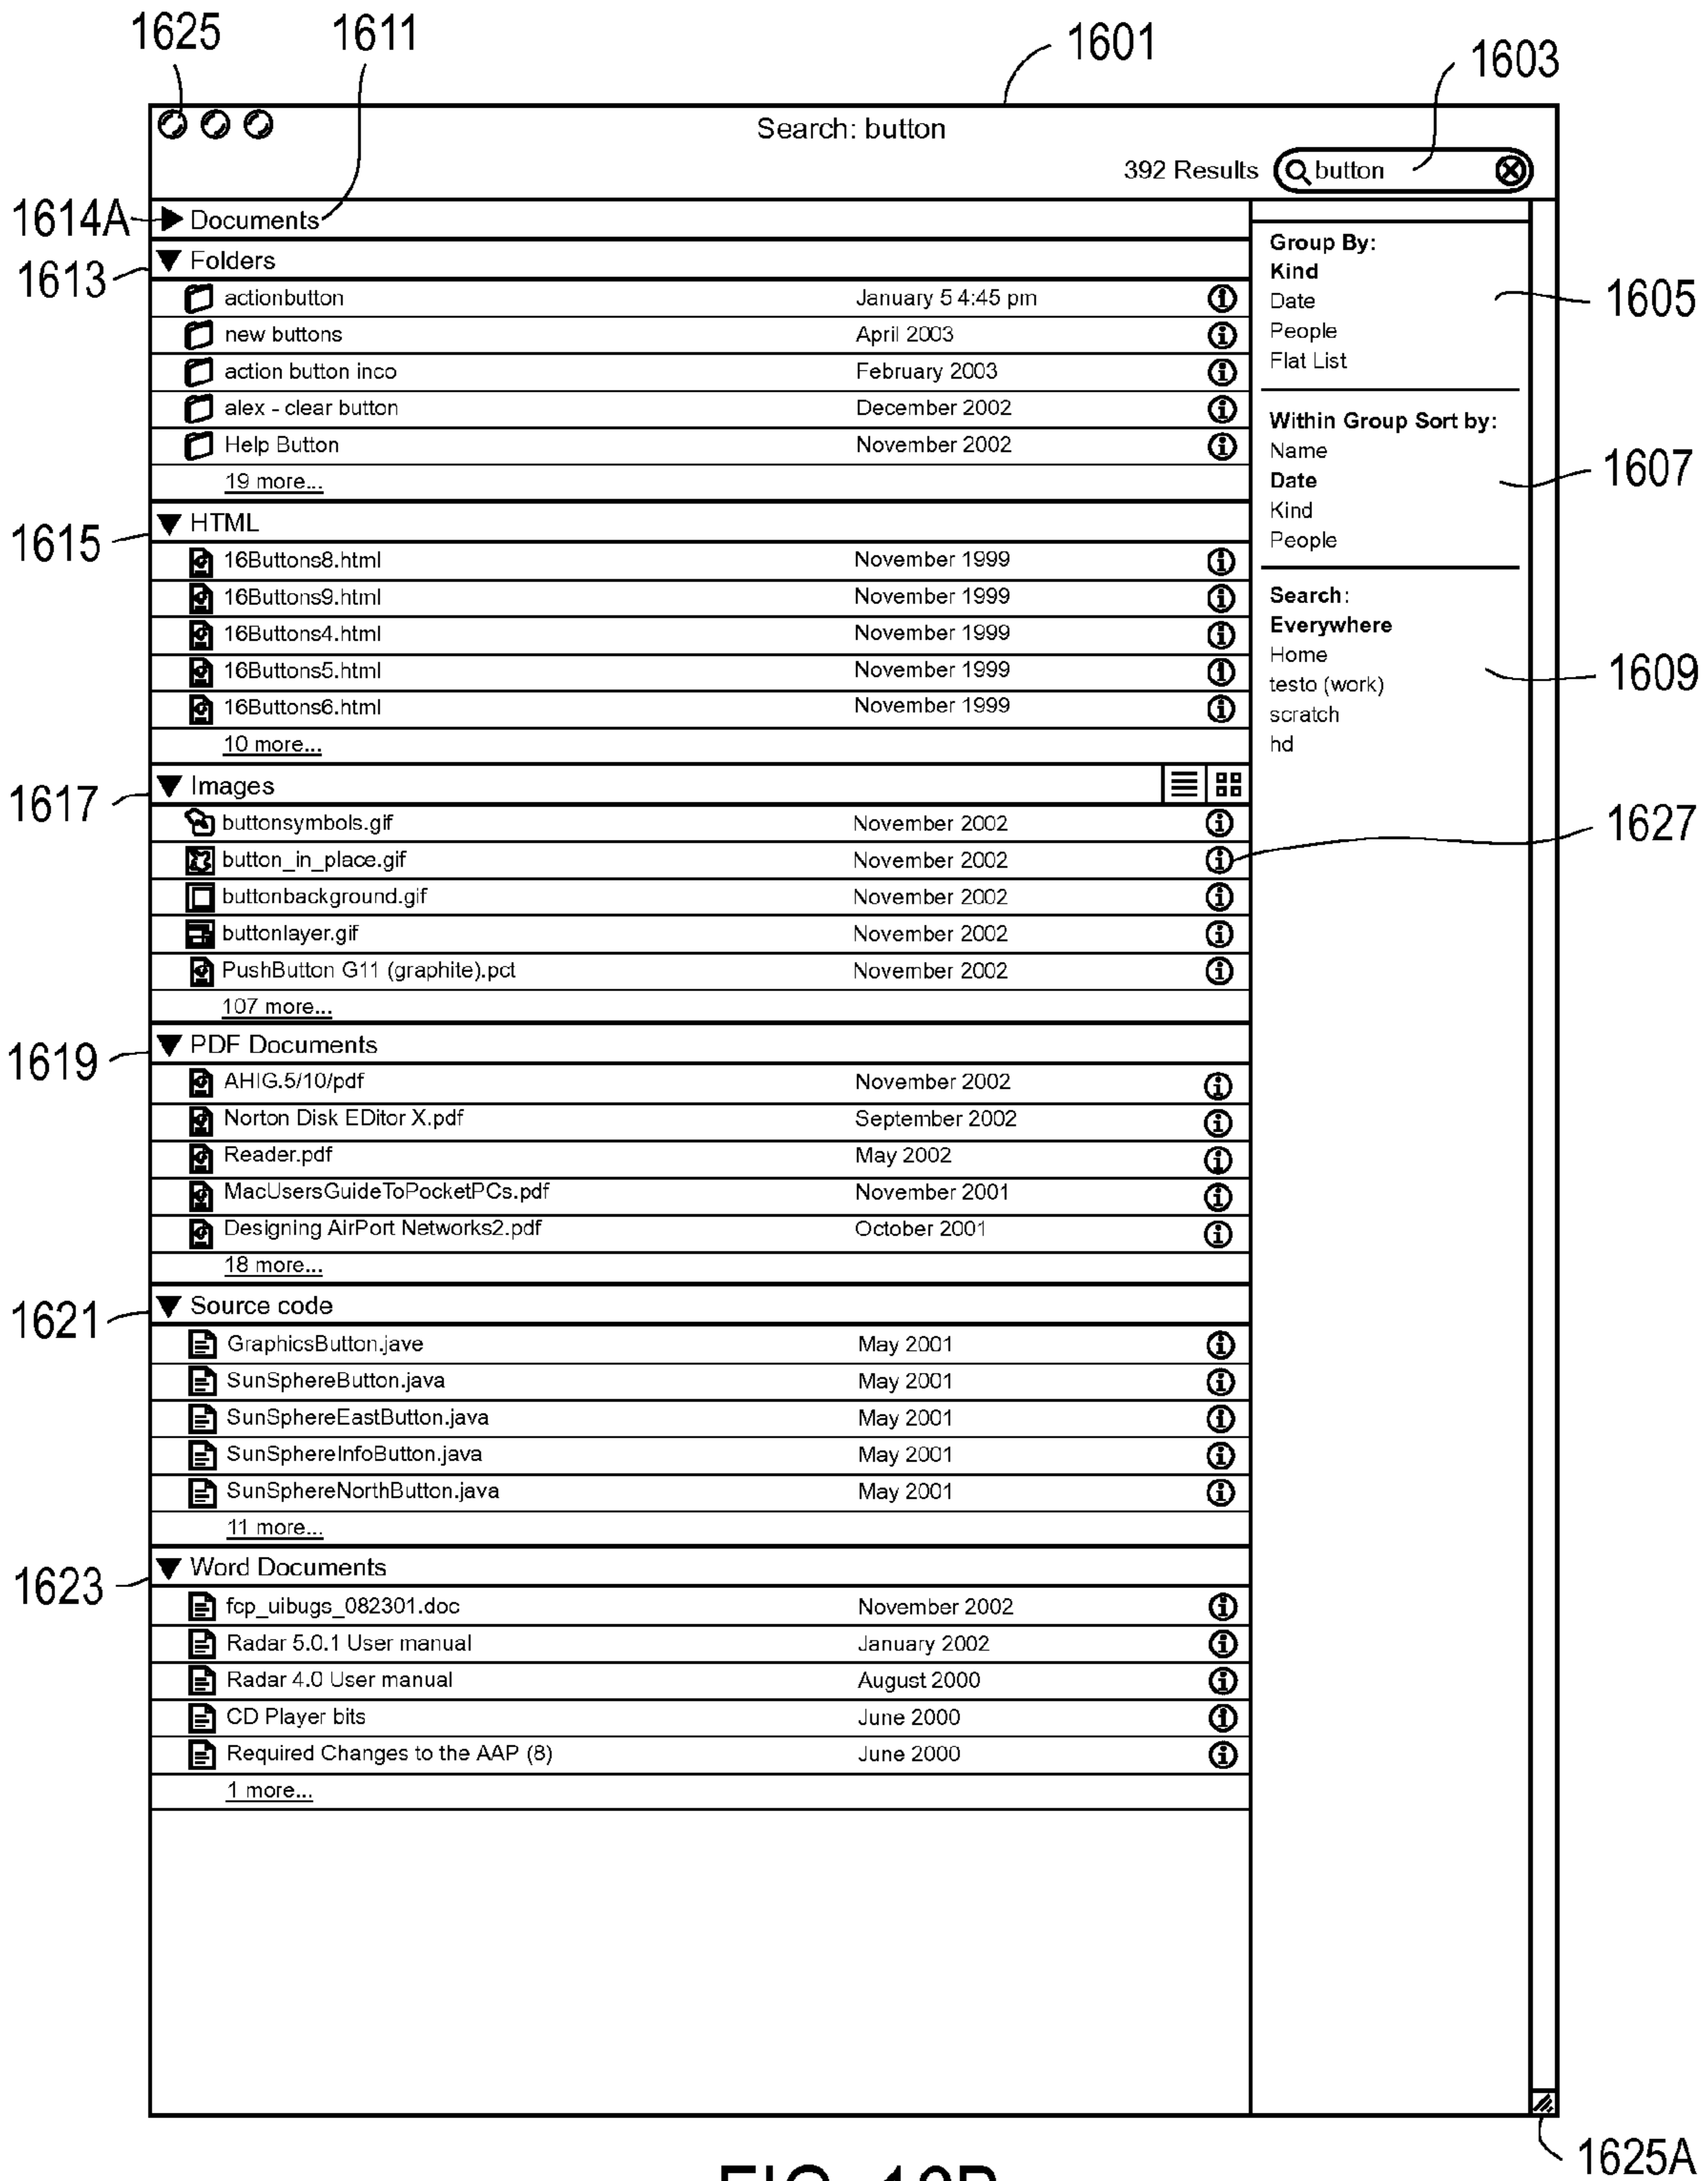 1625 1611 1601 1603
Search: button
392 Results button
1614A Documents
1613 Folders
actionbutton January 5 4:45 pm
new buttons April 2003
action button inco February 2003
alex - clear button December 2002
Help Button November 2002
19 more...
1615 HTML
16Buttons8.html November 1999
16Buttons9.html November 1999
16Buttons4.html November 1999
16Buttons5.html November 1999
16Buttons6.html November 1999
10 more...
1617 Images
buttonsymbols.gif November 2002
button_in_place.gif November 2002
buttonbackground.gif November 2002
buttonlayer.gif November 2002
PushButton G11 (graphite).pct November 2002
107 more...
1619 PDF Documents
AHIG.5/10/pdf November 2002
Norton Disk EDitor X.pdf September 2002
Reader.pdf May 2002
MacUsersGuideToPocketPCs.pdf November 2001
Designing AirPort Networks2.pdf October 2001
18 more...
1621 Source code
GraphicsButton.jave May 2001
SunSphereButton.java May 2001
SunSphereEastButton.java May 2001
SunSphereInfoButton.java May 2001
SunSphereNorthButton.java May 2001
11 more...
1623 Word Documents
fcp_uibugs_082301.doc November 2002
Radar 5.0.1 User manual January 2002
Radar 4.0 User manual August 2000
CD Player bits June 2000
Required Changes to the AAP (8) June 2000
1 more...
Group By:
Kind
Date 1605
People
Flat List
Within Group Sort by:
Name
Date 1607
Kind
People
Search:
Everywhere
Home
testo (work) 1609
scratch
hd
1627
1625A